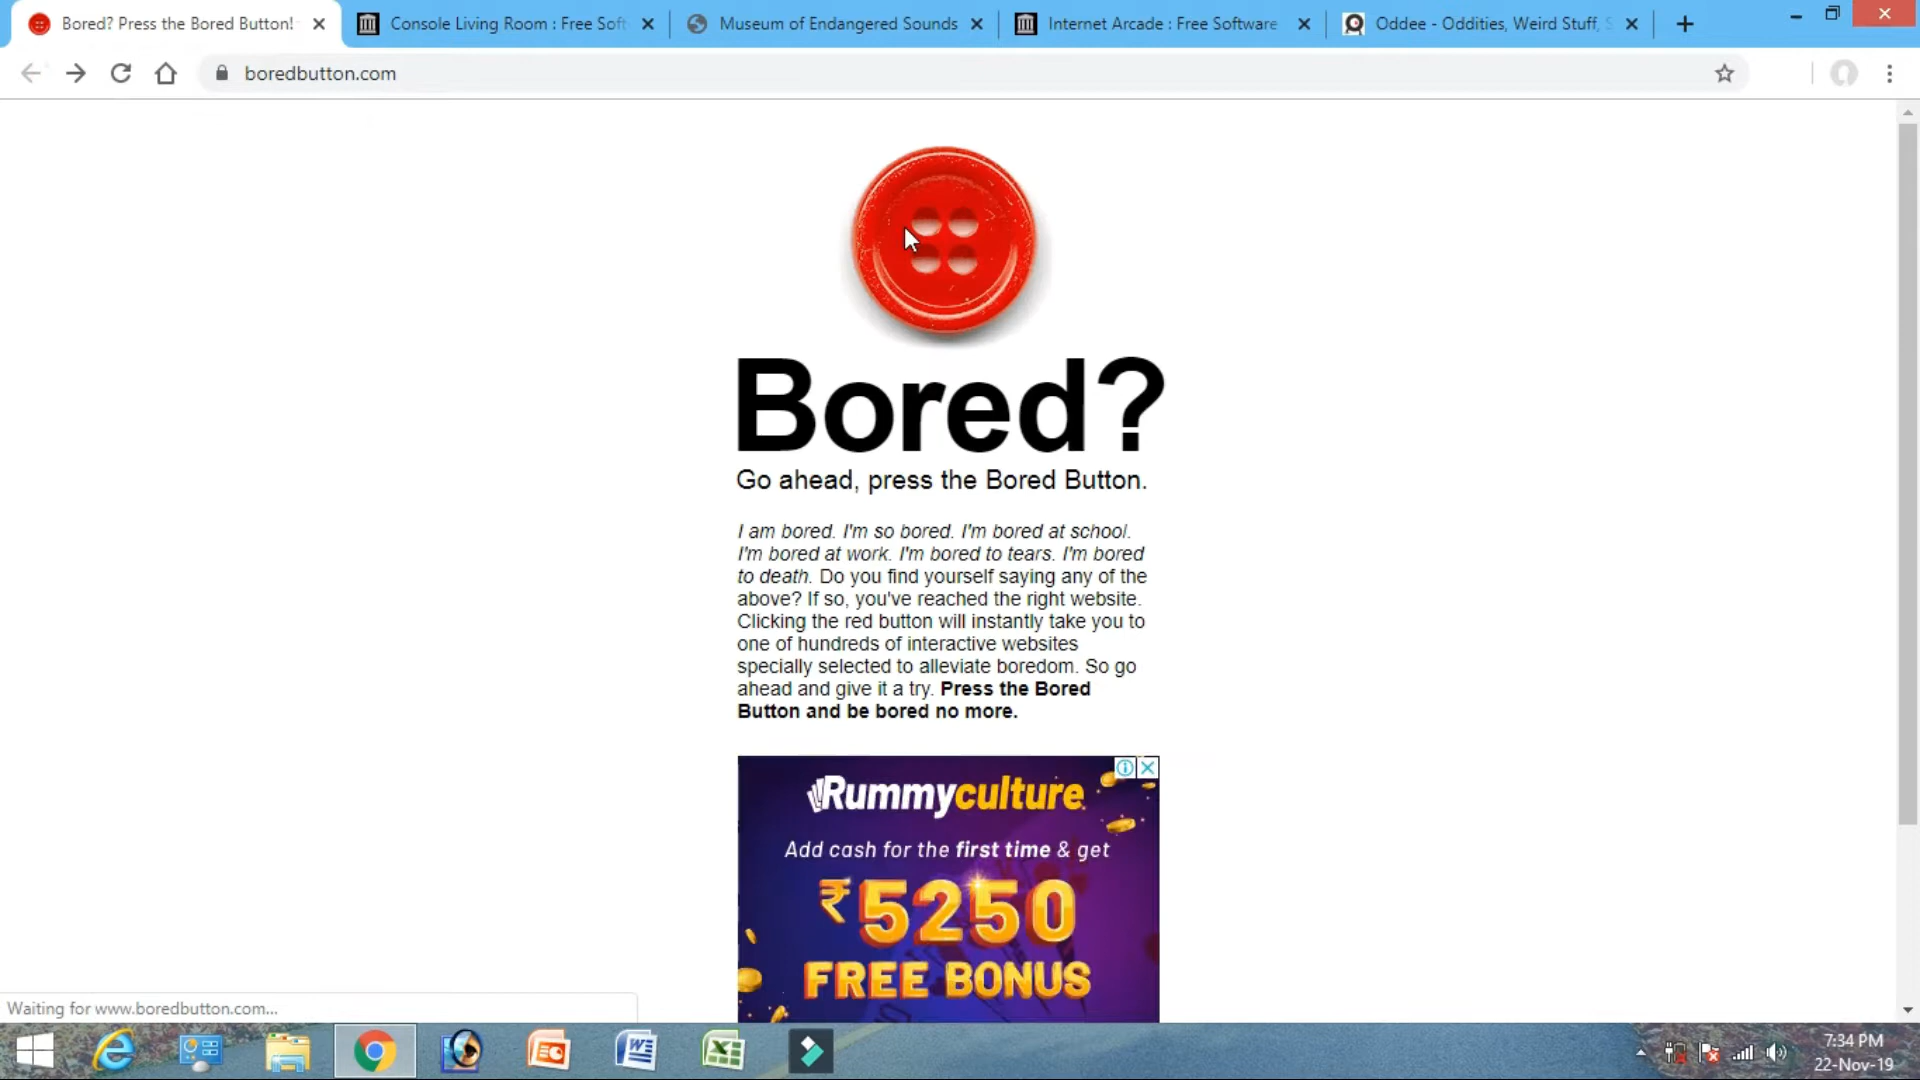 Bored? Press the Bored Button!
Console Living Room : Free Soft
Museum of Endangered Sounds
Internet Arcade : Free Software
Oddee - Oddities, Weird Stuff, S
boredbutton.com
Bored?
Go ahead, press the Bored Button.
I am bored. I'm so bored. I'm bored at school.
I'm bored at work. I'm bored to tears. I'm bored
to death. Do you find yourself saying any of the
above? If so, you've reached the right website.
Clicking the red button will instantly take you to
one of hundreds of interactive websites
specially selected to alleviate boredom. So go
ahead and give it a try. Press the Bored
Button and be bored no more.
Rummyculture
Add cash for the first time & get
₹5250
FREE BONUS
Waiting for www.boredbutton.com...
7:34 PM
22-Nov-19